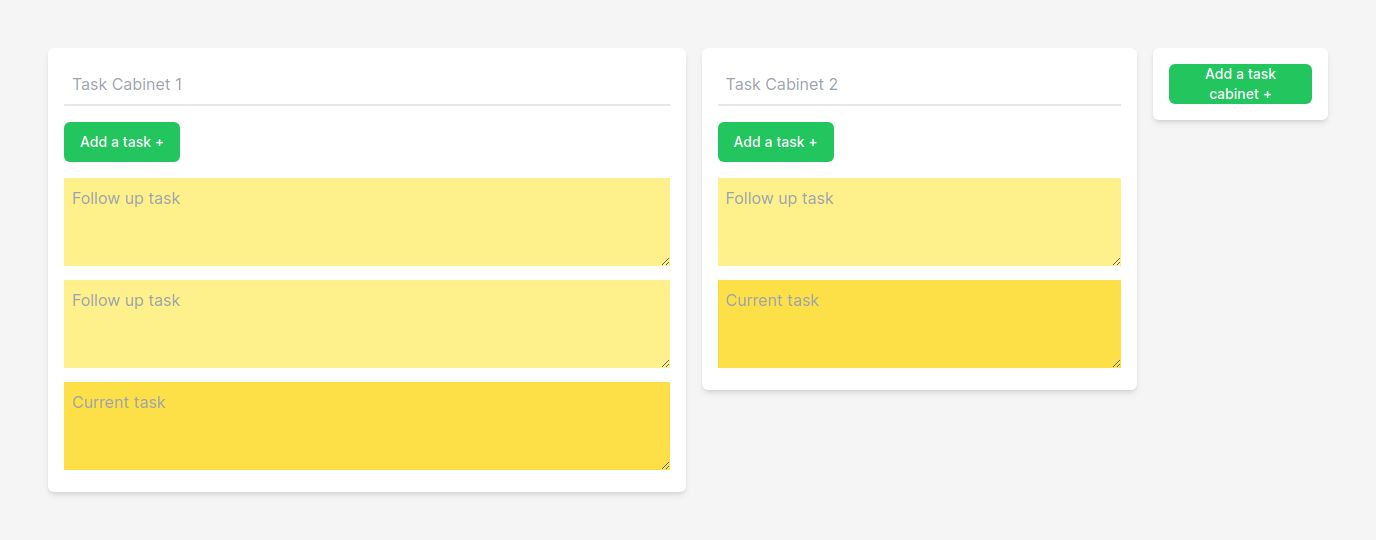 Task Cabinet 1
Add a task +
Follow up task
Follow up task
Current task
Task Cabinet 2
Add a task +
Follow up task
Current task
Add a task
cabinet +